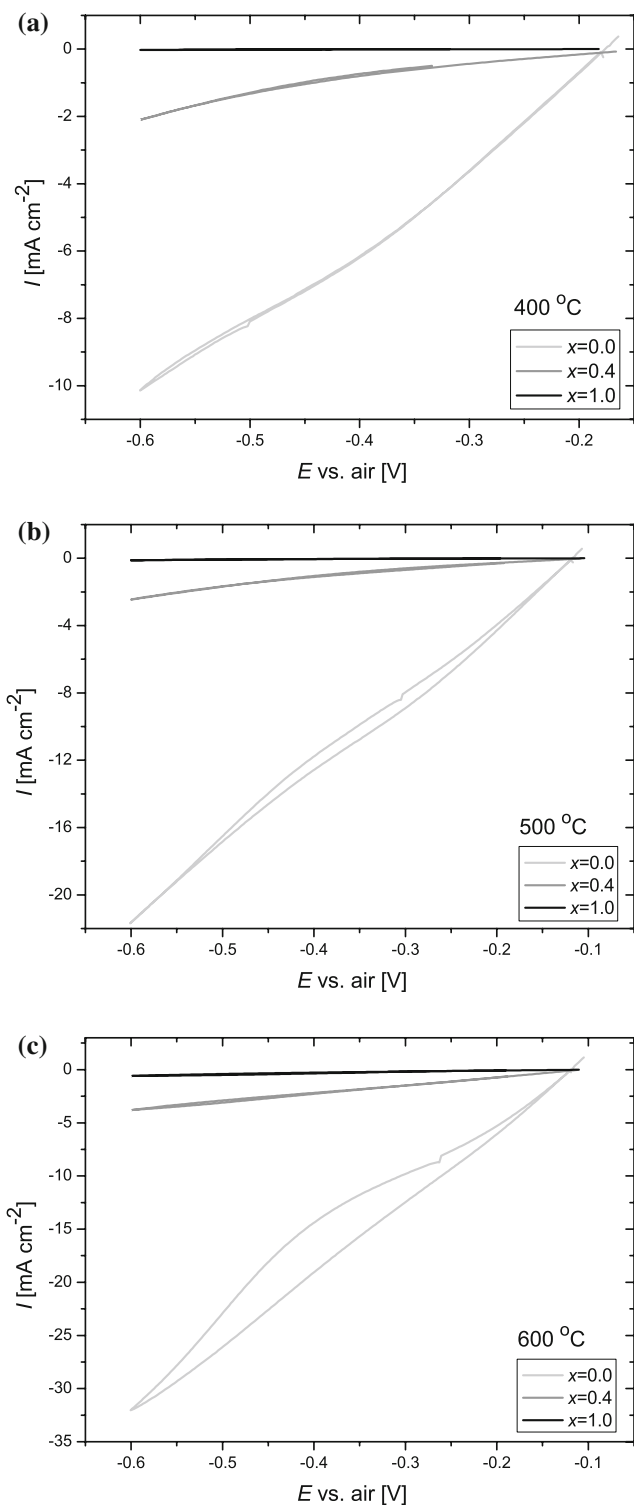 (a)
0
-2
-4
-6
-8
-10
I [mA cm-2]
400 °C
x=0.0
x=0.4
x=1.0
-0.6 -0.5 -0.4 -0.3 -0.2
E vs. air [V]
(b)
0
-4
-8
-12
-16
-20
I [mA cm-2]
500 °C
x=0.0
x=0.4
x=1.0
-0.6 -0.5 -0.4 -0.3 -0.2 -0.1
E vs. air [V]
(c)
0
-5
-10
-15
-20
-25
-30
-35
I [mA cm-2]
600 °C
x=0.0
x=0.4
x=1.0
-0.6 -0.5 -0.4 -0.3 -0.2 -0.1
E vs. air [V]